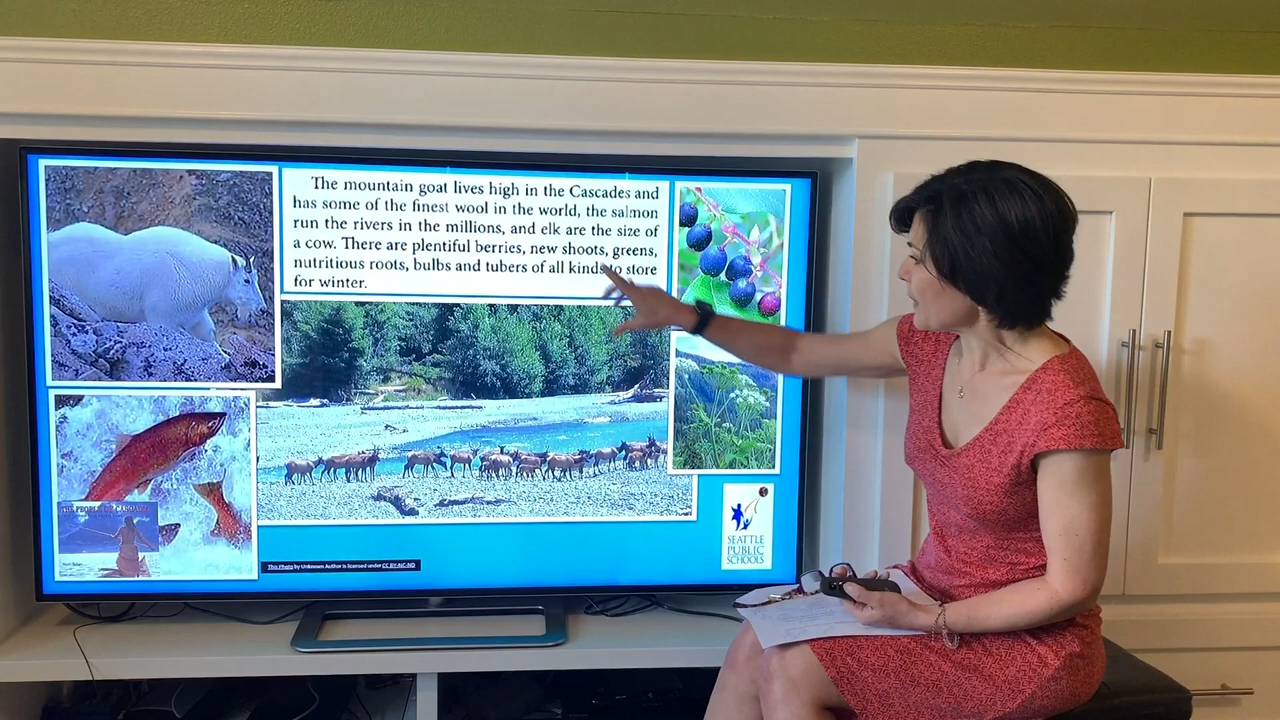 The mountain goat lives high in the Cascades and
has some of the finest wool in the world, the salmon
run the rivers in the millions, and elk are the size of
a cow. There are plentiful berries, new shoots, greens,
nutritious roots, bulbs and tubers of all kinds to store
for winter.
THE PEOPLE OF CASCADIA
SEATTLE
PUBLIC
SCHOOLS
This Photo by Unknown Author is licensed under CC BY-NC-ND